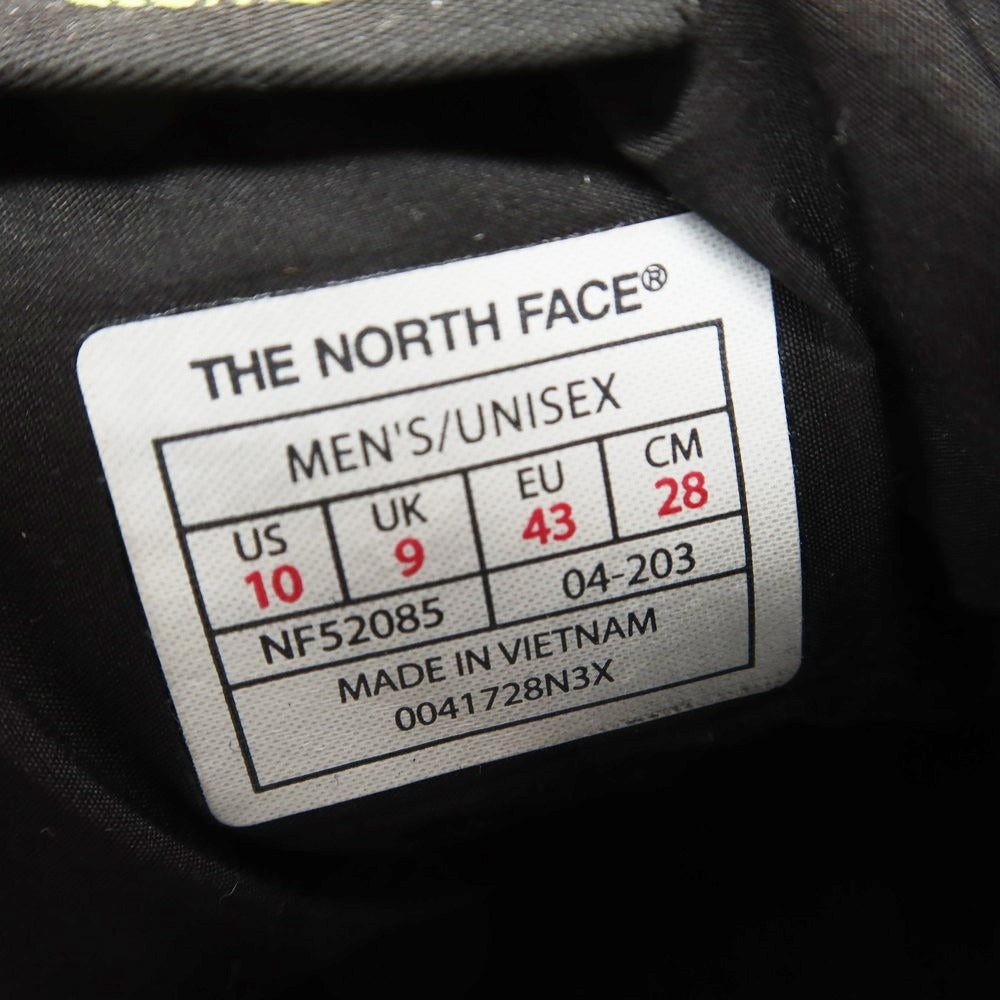 THE NORTH FACE®
MEN'S/UNISEX
US UK EU CM
10 9 43 28
NF52085 04-203
MADE IN VIETNAM
0041728N3X